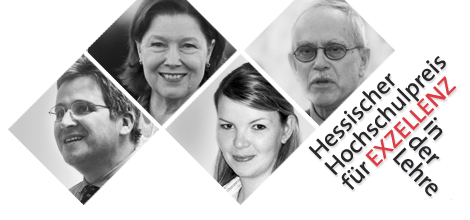 Hessischer
Hochschulpreis
für EXZELLENZ
in der
Lehre